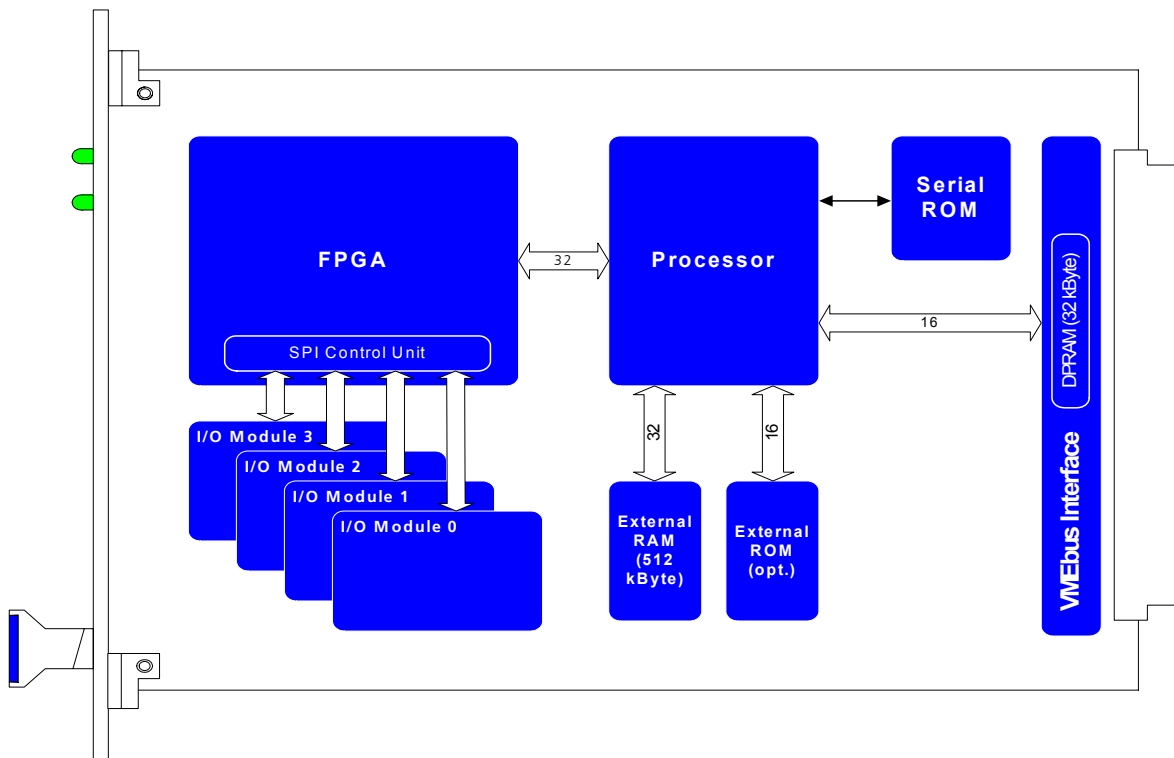 Serial
ROM
FPGA
32
Processor
16
DPRAM (32 kByte)
VMEbus Interface
SPI Control Unit
I/O Module 3
I/O Module 2
I/O Module 1
I/O Module 0
32
16
External
RAM
(512
kByte)
External
ROM
(opt.)